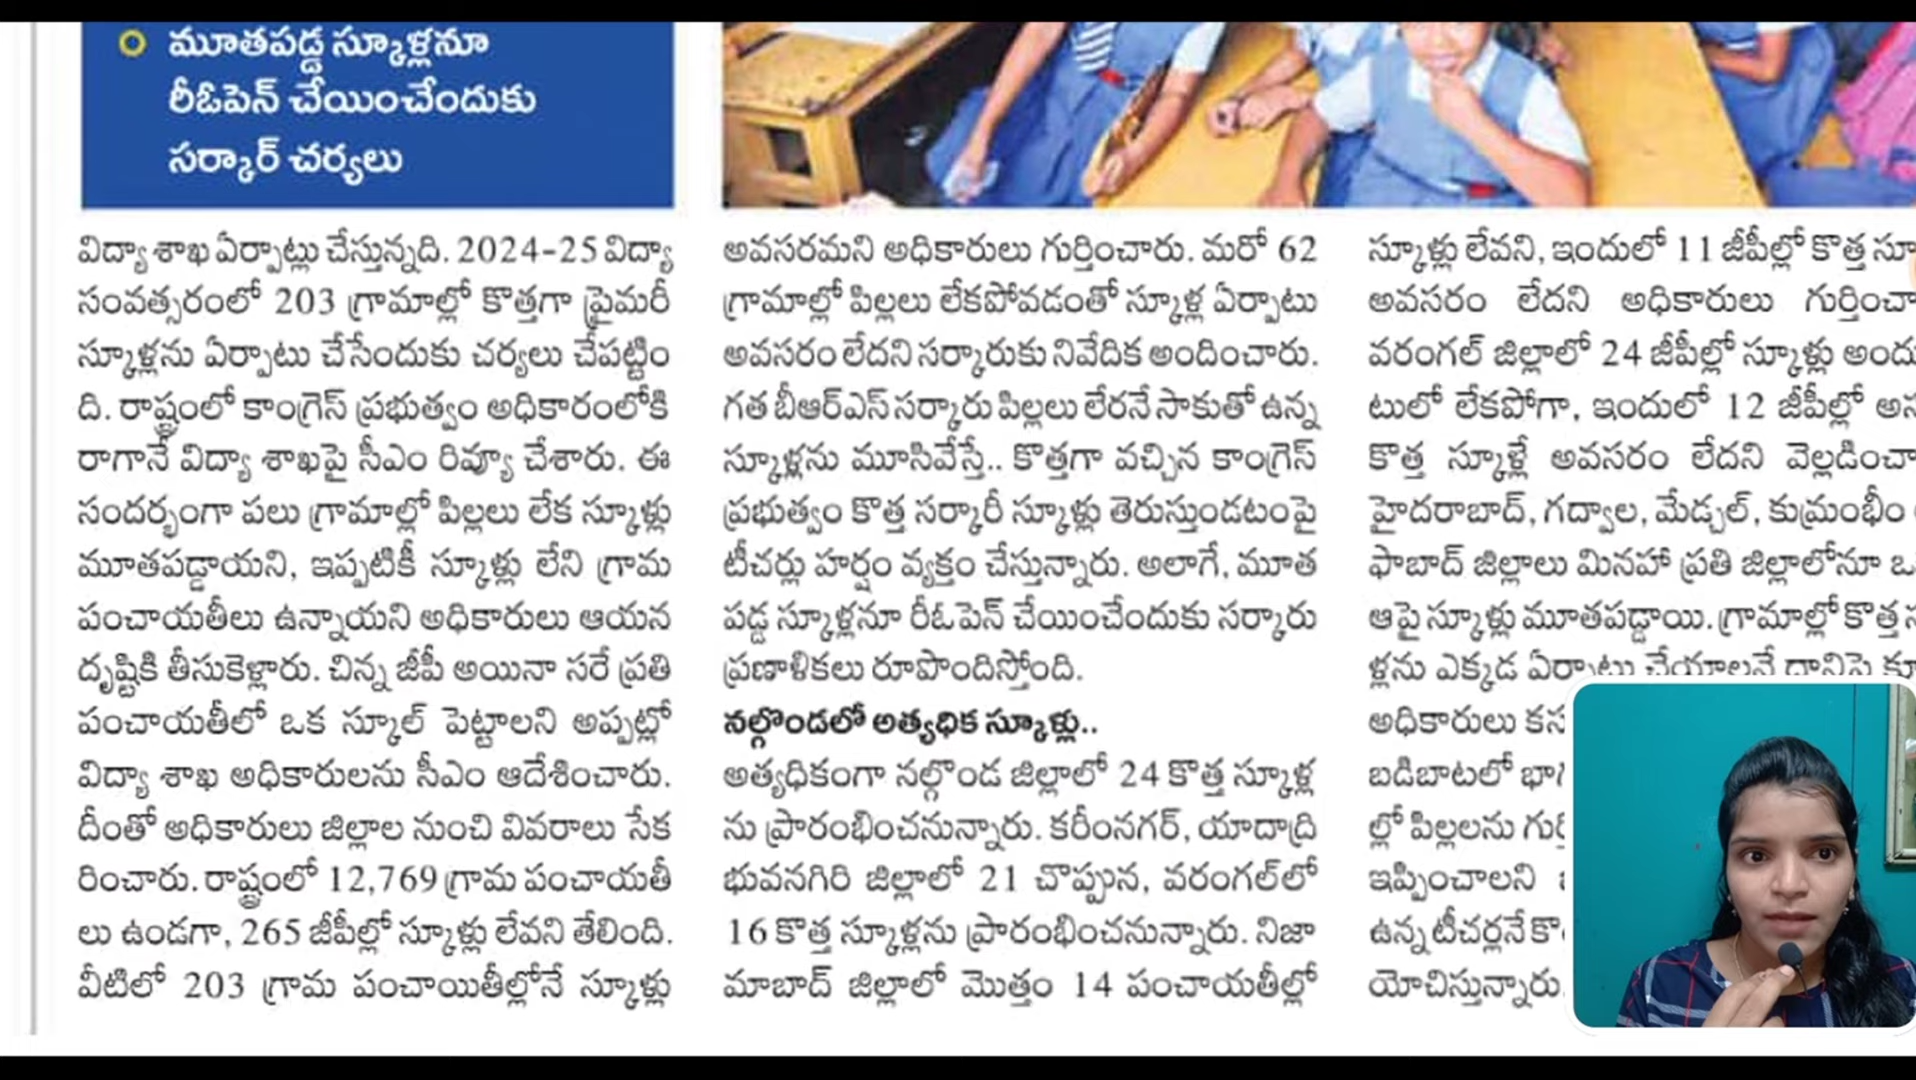 మూతపడ్డ స్కూళ్లనూ
రీఓపెన్ చేయించేందుకు
సర్కార్ చర్యలు
విద్యా శాఖ ఏర్పాట్లు చేస్తున్నది. 2024-25 విద్యా
సంవత్సరంలో 203 గ్రామాల్లో కొత్తగా ప్రైమరీ
స్కూళ్లను ఏర్పాటు చేసేందుకు చర్యలు చేపట్టిం
ది. రాష్ట్రంలో కాంగ్రెస్ ప్రభుత్వం అధికారంలోకి
రాగానే విద్యా శాఖపై సీఎం రివ్యూ చేశారు. ఈ
సందర్భంగా పలు గ్రామాల్లో పిల్లలు లేక స్కూళ్లు
మూతపడ్డాయని, ఇప్పటికీ స్కూళ్లు లేని గ్రామ
పంచాయతీలు ఉన్నాయని అధికారులు ఆయన
దృష్టికి తీసుకెళ్లారు. చిన్న జీపీ అయినా సరే ప్రతి
పంచాయతీలో ఒక స్కూల్ పెట్టాలని అప్పట్లో
విద్యా శాఖ అధికారులను సీఎం ఆదేశించారు.
దీంతో అధికారులు జిల్లాల నుంచి వివరాలు సేక
రించారు. రాష్ట్రంలో 12,769 గ్రామ పంచాయతీ
లు ఉండగా, 265 జీపీల్లో స్కూళ్లు లేవని తేలింది.
వీటిలో 203 గ్రామ పంచాయితీల్లోనే స్కూళ్లు
అవసరమని అధికారులు గుర్తించారు. మరో 62
గ్రామాల్లో పిల్లలు లేకపోవడంతో స్కూళ్ల ఏర్పాటు
అవసరం లేదని సర్కారుకు నివేదిక అందించారు.
గత బీఆర్ఎస్ సర్కారు పిల్లలు లేరనే సాకుతో ఉన్న
స్కూళ్లను మూసివేస్తే.. కొత్తగా వచ్చిన కాంగ్రెస్
ప్రభుత్వం కొత్త సర్కారీ స్కూళ్లు తెరుస్తుండటంపై
టీచర్లు హర్షం వ్యక్తం చేస్తున్నారు. అలాగే, మూత
పడ్డ స్కూళ్లనూ రీఓపెన్ చేయించేందుకు సర్కారు
ప్రణాళికలు రూపొందిస్తోంది.
నల్గొండలో అత్యధిక స్కూళ్లు..
అత్యధికంగా నల్గొండ జిల్లాలో 24 కొత్త స్కూళ్ల
ను ప్రారంభించనున్నారు. కరీంనగర్, యాదాద్రి
భువనగిరి జిల్లాలో 21 చొప్పున, వరంగల్‌లో
16 కొత్త స్కూళ్లను ప్రారంభించనున్నారు. నిజా
మాబాద్ జిల్లాలో మొత్తం 14 పంచాయతీల్లో
స్కూళ్లు లేవని, ఇందులో 11 జీపీల్లో కొత్త
అవసరం లేదని అధికారులు
వరంగల్ జిల్లాలో 24 జీపీల్లో స్కూళ్లు
టులో లేకపోగా, ఇందులో 12 జీపీల్లో
కొత్త స్కూళ్లే అవసరం లేదని
హైదరాబాద్, గద్వాల, మేడ్చల్, కుమ్రంభీం
ఫాబాద్ జిల్లాలు మినహా ప్రతి జిల్లాలోనూ
ఆపై స్కూళ్లు మూతపడ్డాయి. గ్రామాల్లో కొత్త
ళ్లను ఎక్కడ ఏర్పాటు చేయాలనే దానిపై
అధికారులు
బడిబాటలో
ల్లో పిల్లలను
ఇప్పించాలని
ఉన్న టీచర్లనే
యోచిస్తున్నారు.